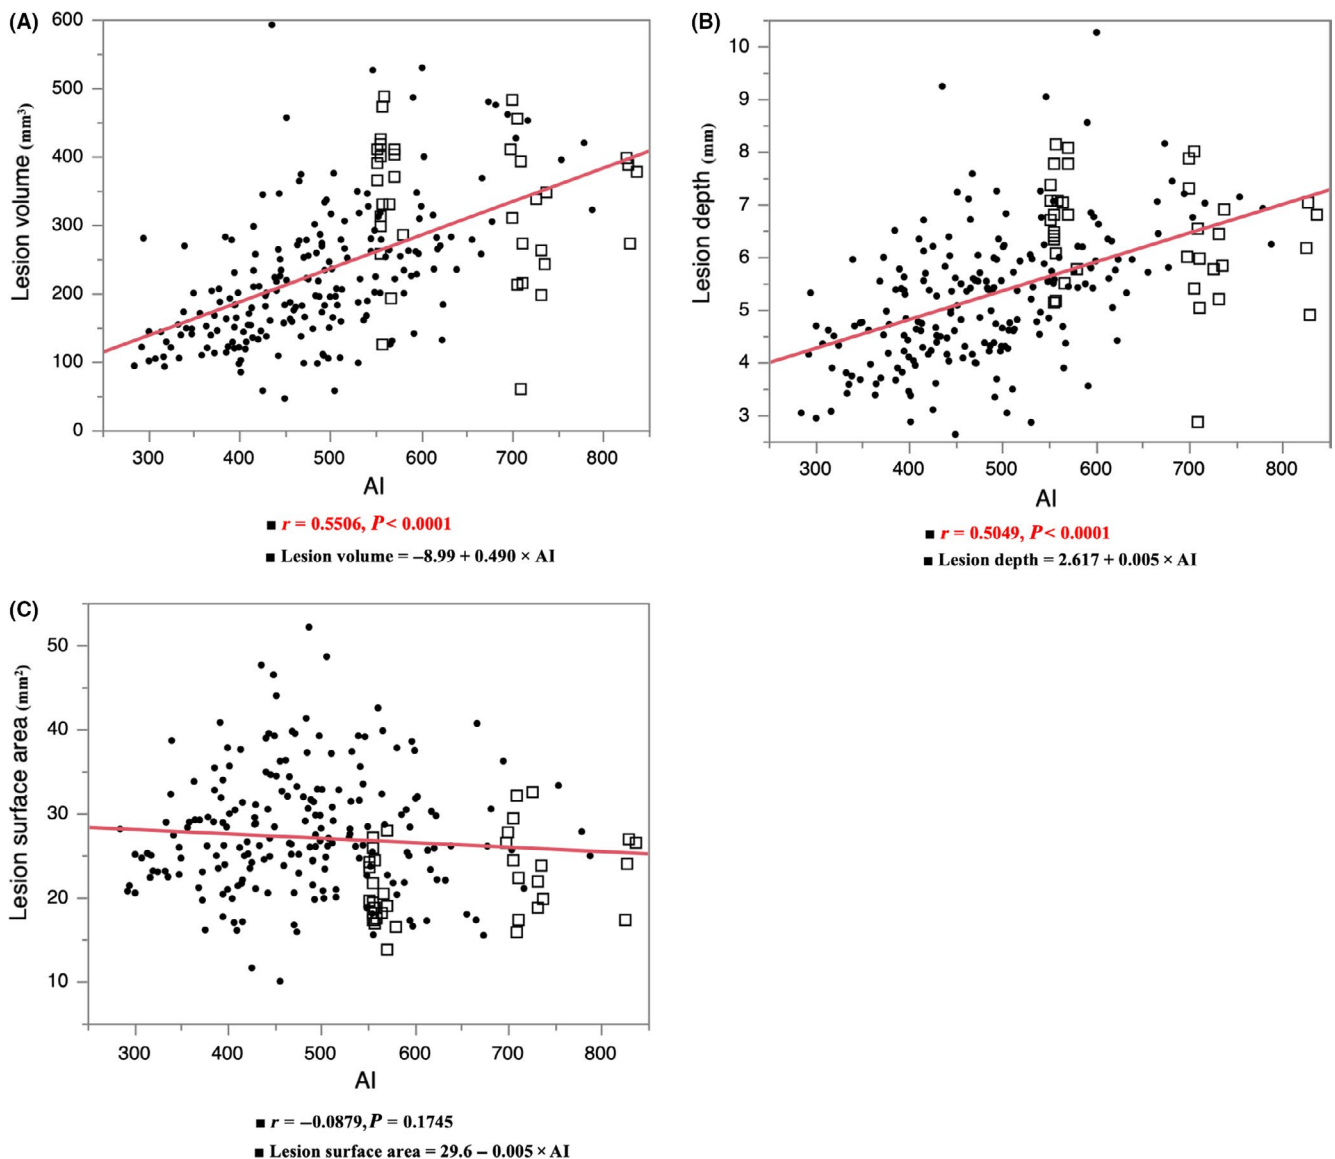 (A)
600
500
400
300
200
100
0
Lesion volume (mm³)
300 400 500 600 700 800
AI
■ r = 0.5506, P < 0.0001
■ Lesion volume = –8.99 + 0.490 × AI
(B)
10
9
8
7
6
5
4
3
Lesion depth (mm)
300 400 500 600 700 800
AI
■ r = 0.5049, P < 0.0001
■ Lesion depth = 2.617 + 0.005 × AI
(C)
50
40
30
20
10
Lesion surface area (mm²)
300 400 500 600 700 800
AI
■ r = –0.0879, P = 0.1745
■ Lesion surface area = 29.6 – 0.005 × AI